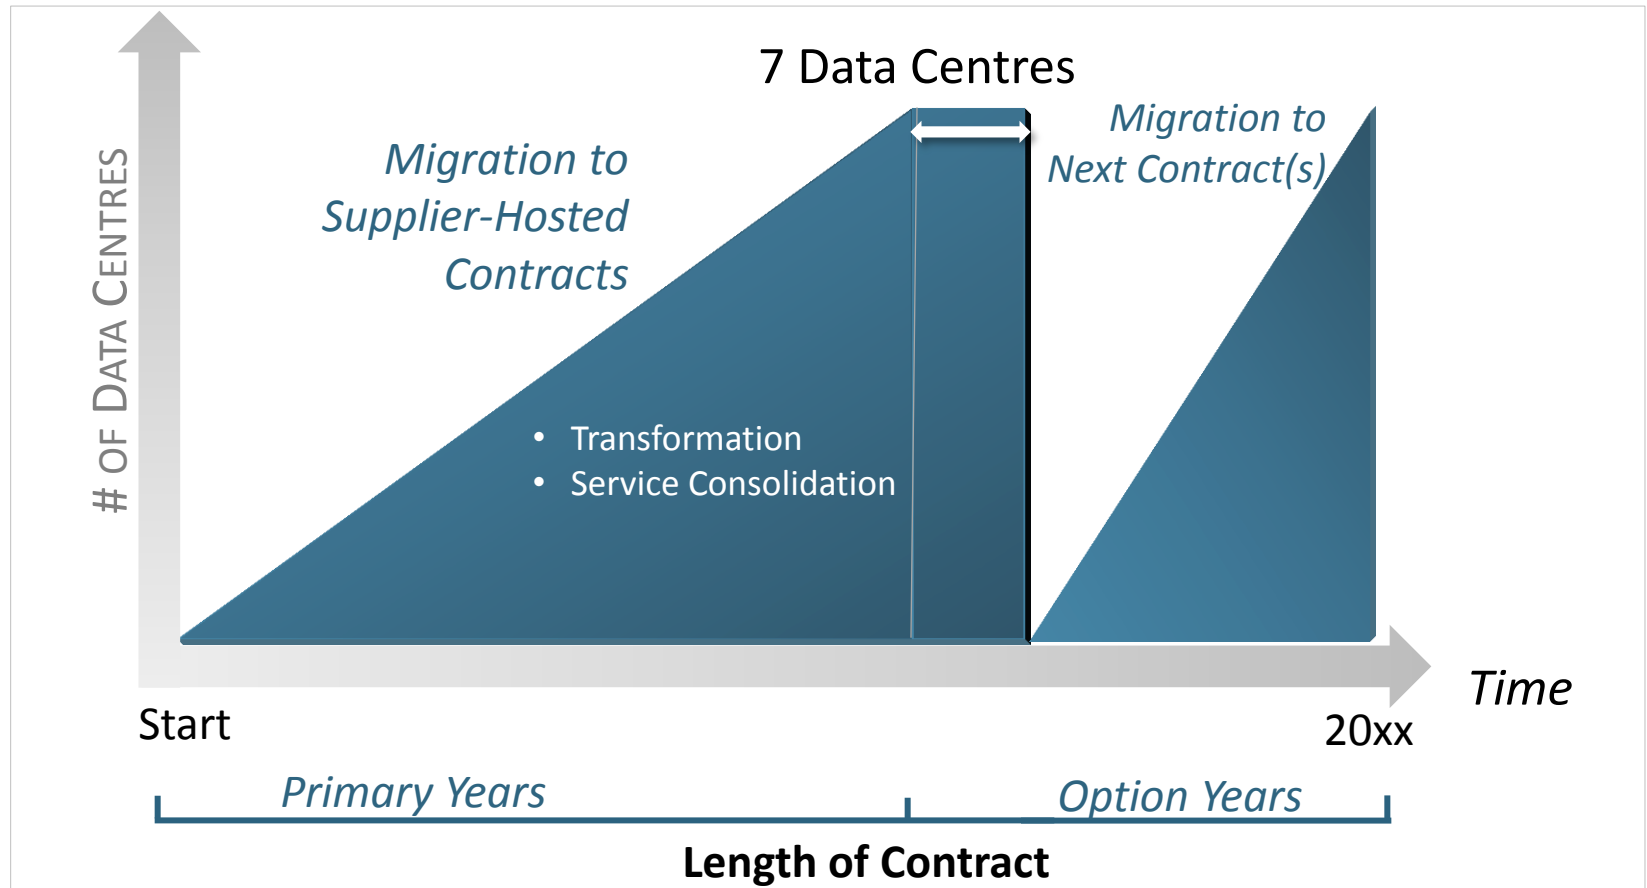 7 Data Centres
Migration to
Supplier-Hosted
Contracts
Migration to
Next Contract(s)
# OF DATA CENTRES
• Transformation
• Service Consolidation
Time
Start
20xx
Primary Years
Option Years
Length of Contract